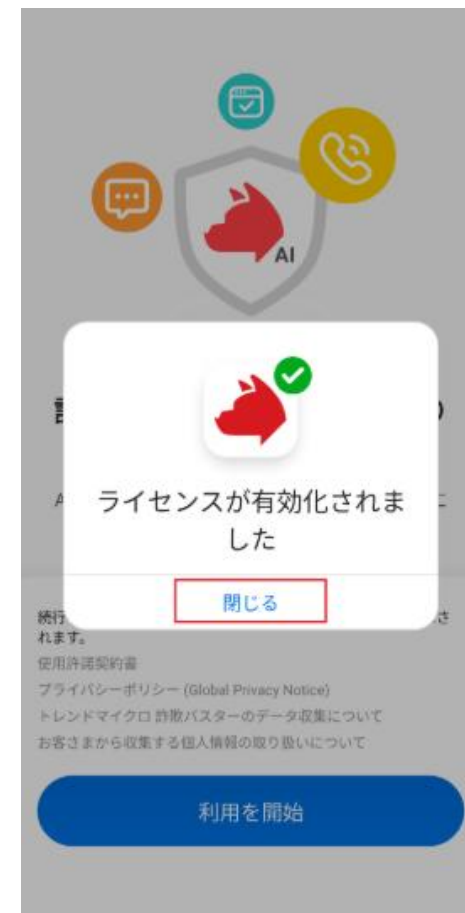 AI
ライセンスが有効化されま
した
閉じる
続行
れます。
使用許諾契約書
プライバシーポリシー (Global Privacy Notice)
トレンドマイクロ 詐欺バスターのデータ収集について
お客さまから収集する個人情報の取り扱いについて
利用を開始